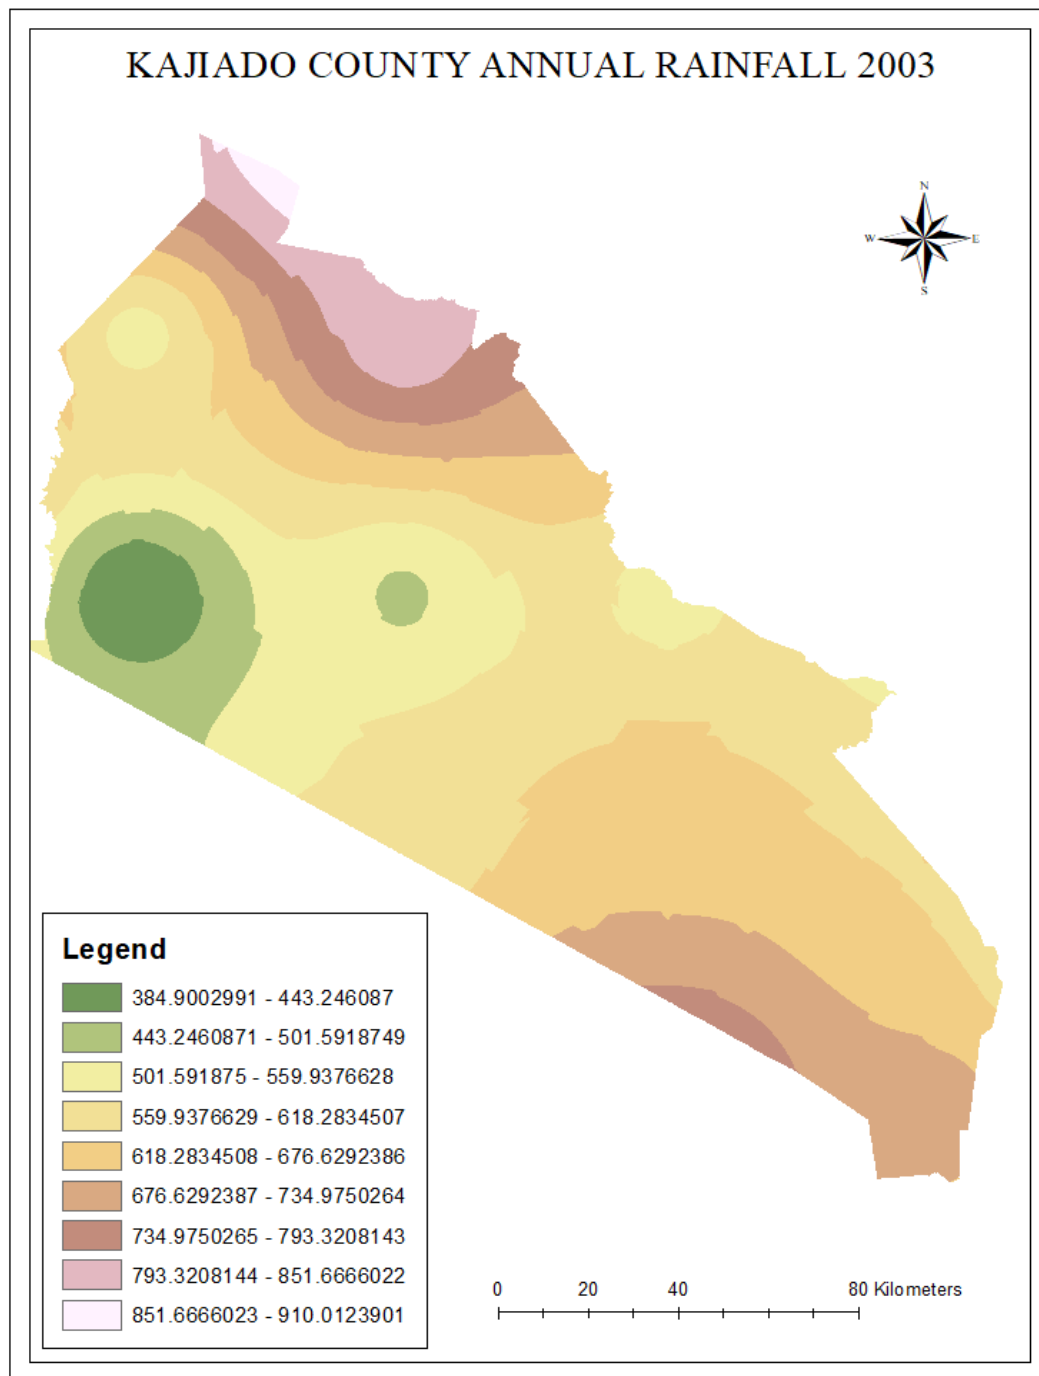 KAJIADO COUNTY ANNUAL RAINFALL 2003
N
W E
S
Legend
384.9002991 - 443.246087
443.2460871 - 501.5918749
501.591875 - 559.9376628
559.9376629 - 618.2834507
618.2834508 - 676.6292386
676.6292387 - 734.9750264
734.9750265 - 793.3208143
793.3208144 - 851.6666022
851.6666023 - 910.0123901
0 20 40 80 Kilometers